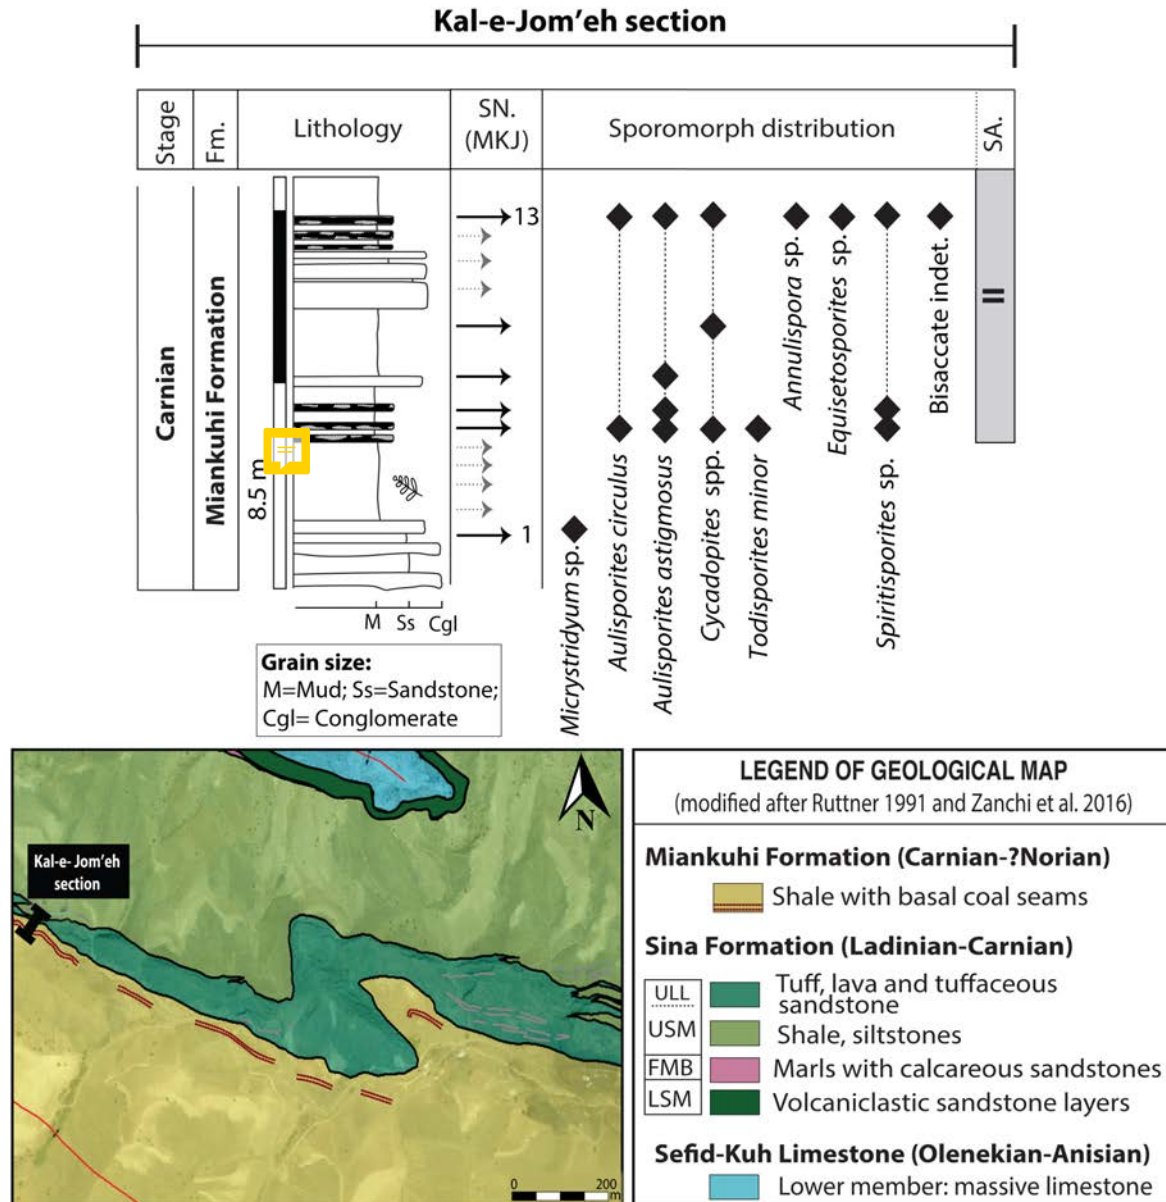 Kal-e-Jom'eh section
Stage
Fm.
Lithology
SN.
(MKJ)
Sporomorph distribution
SA.
Carnian
Miankuhi Formation
8.5 m
13
1
II
M Ss Cgl
Grain size:
M=Mud; Ss=Sandstone;
Cgl= Conglomerate
Micrystridyum sp.
Aulisporites circulus
Aulisporites astigmosus
Cycadopites spp.
Todisporites minor
Annulispora sp.
Equisetosporites sp.
Spiritisporites sp.
Bisaccate indet.
Kal-e- Jom'eh
section
N
0 200
m
LEGEND OF GEOLOGICAL MAP
(modified after Ruttner 1991 and Zanchi et al. 2016)
Miankuhi Formation (Carnian-?Norian)
Shale with basal coal seams
Sina Formation (Ladinian-Carnian)
ULL Tuff, lava and tuffaceous
sandstone
USM Shale, siltstones
FMB Marls with calcareous sandstones
LSM Volcaniclastic sandstone layers
Sefid-Kuh Limestone (Olenekian-Anisian)
Lower member: massive limestone